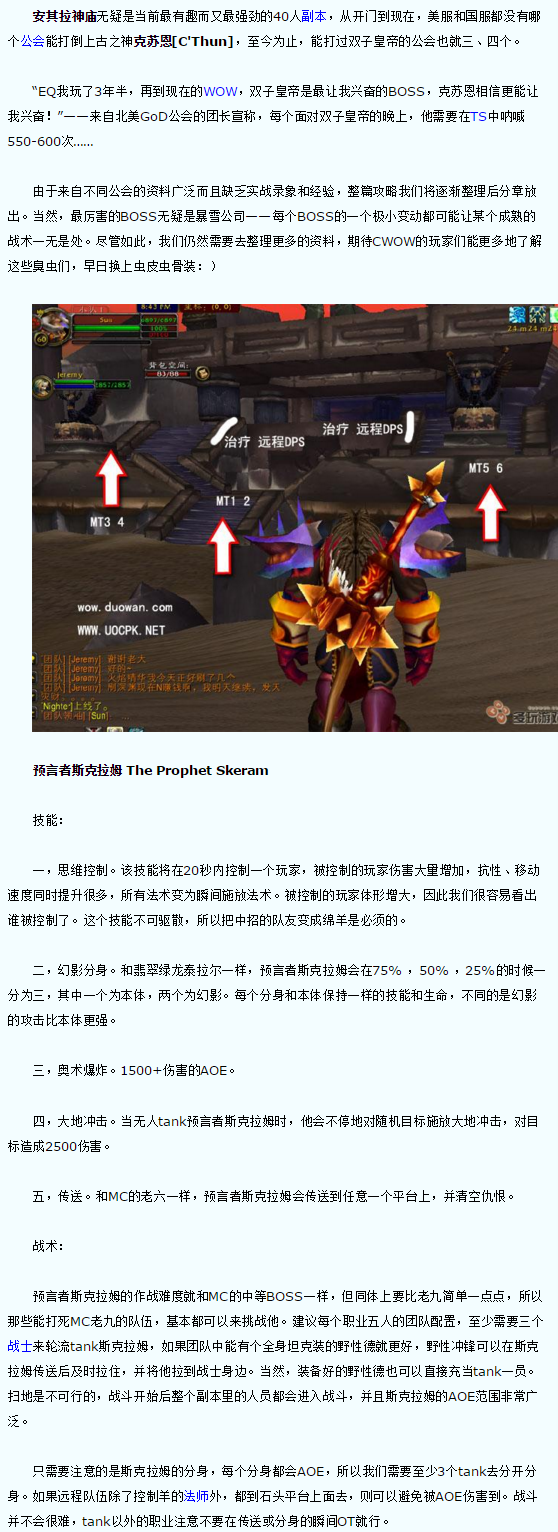 安其拉神庙无疑是当前最有趣而又最强劲的40人副本，从开门到现在，美服和国服都没有哪
个公会能打倒上古之神克苏恩[C'Thun]，至今为止，能打过双子皇帝的公会也就三、四个。
“EQ我玩了3年半，再到现在的WOW，双子皇帝是最让我兴奋的BOSS，克苏恩相信更能让
我兴奋！”——来自北美GoD公会的团长宣称，每个面对双子皇帝的晚上，他需要在TS中呐喊
550-600次……
由于来自不同公会的资料广泛而且缺乏实战录象和经验，整篇攻略我们将逐渐整理后分章放
出。当然，最厉害的BOSS无疑是暴雪公司——每个BOSS的一个极小变动都可能让某个成熟的
战术一无是处。尽管如此，我们仍然需要去整理更多的资料，期待CWOW的玩家们能更多地了解
这些臭虫们，早日换上虫皮虫骨装：）
8:43 PM
Sun
100%
60
Jeremy
背包空间:
治疗 远程DPS
治疗 远程DPS
MT5 6
MT1 2
MT3 4
wow.duowan.com
WWW.UOCPK.NET
[团队] [Jeremy]: 谢谢老大
[团队] [Jeremy]: 好的~
[Sun]
预言者斯克拉姆 The Prophet Skeram
技能：
一，思维控制。该技能将在20秒内控制一个玩家，被控制的玩家伤害大量增加，抗性、移动
速度同时提升很多，所有法术变为瞬间施放法术。被控制的玩家体形增大，因此我们很容易看出
谁被控制了。这个技能不可驱散，所以把中招的队友变成绵羊是必须的。
二，幻影分身。和翡翠绿龙泰拉尔一样，预言者斯克拉姆会在75% ，50% ，25%的时候一
分为三，其中一个为本体，两个为幻影。每个分身和本体保持一样的技能和生命，不同的是幻影
的攻击比本体更强。
三，奥术爆炸。1500+伤害的AOE。
四，大地冲击。当无人tank预言者斯克拉姆时，他会不停地对随机目标施放大地冲击，对目
标造成2500伤害。
五，传送。和MC的老六一样，预言者斯克拉姆会传送到任意一个平台上，并清空仇恨。
战术：
预言者斯克拉姆的作战难度就和MC的中等BOSS一样，但同体上要比老九简单一点点，所以
那些能打死MC老九的队伍，基本都可以来挑战他。建议每个职业五人的团队配置，至少需要三个
战士来轮流tank斯克拉姆，如果团队中能有个全身坦克装的野性德就更好，野性冲锋可以在斯克
拉姆传送后及时拉住，并将他拉到战士身边。当然，装备好的野性德也可以直接充当tank一员。
扫地是不可行的，战斗开始后整个副本里的人员都会进入战斗，并且斯克拉姆的AOE范围非常广
泛。
只需要注意的是斯克拉姆的分身，每个分身都会AOE，所以我们需要至少3个tank去分开分
身。如果远程队伍除了控制羊的法师外，都到石头平台上面去，则可以避免被AOE伤害到。战斗
并不会很难，tank以外的职业注意不要在传送或分身的瞬间OT就行。